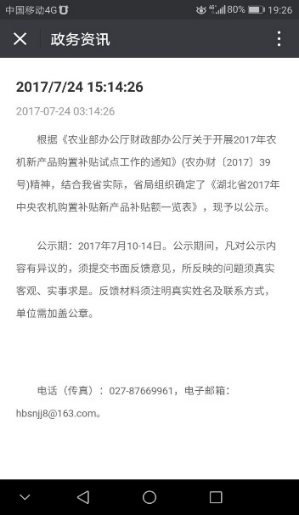 中国移动4G 80% 19:26
政务资讯
2017/7/24 15:14:26
2017-07-24 03:14:26
根据《农业部办公厅财政部办公厅关于开展2017年农
机新产品购置补贴试点工作的通知》(农办财〔2017〕39
号)精神，结合我省实际，省局组织确定了《湖北省2017年
中央农机购置补贴新产品补贴额一览表》，现予以公示。
公示期：2017年7月10-14日。公示期间，凡对公示内
容有异议的，须提交书面反馈意见，所反映的问题须真实
客观、实事求是。反馈材料须注明真实姓名及联系方式，
单位需加盖公章。
电话（传真）：027-87669961，电子邮箱：
hbsnjj8@163.com。